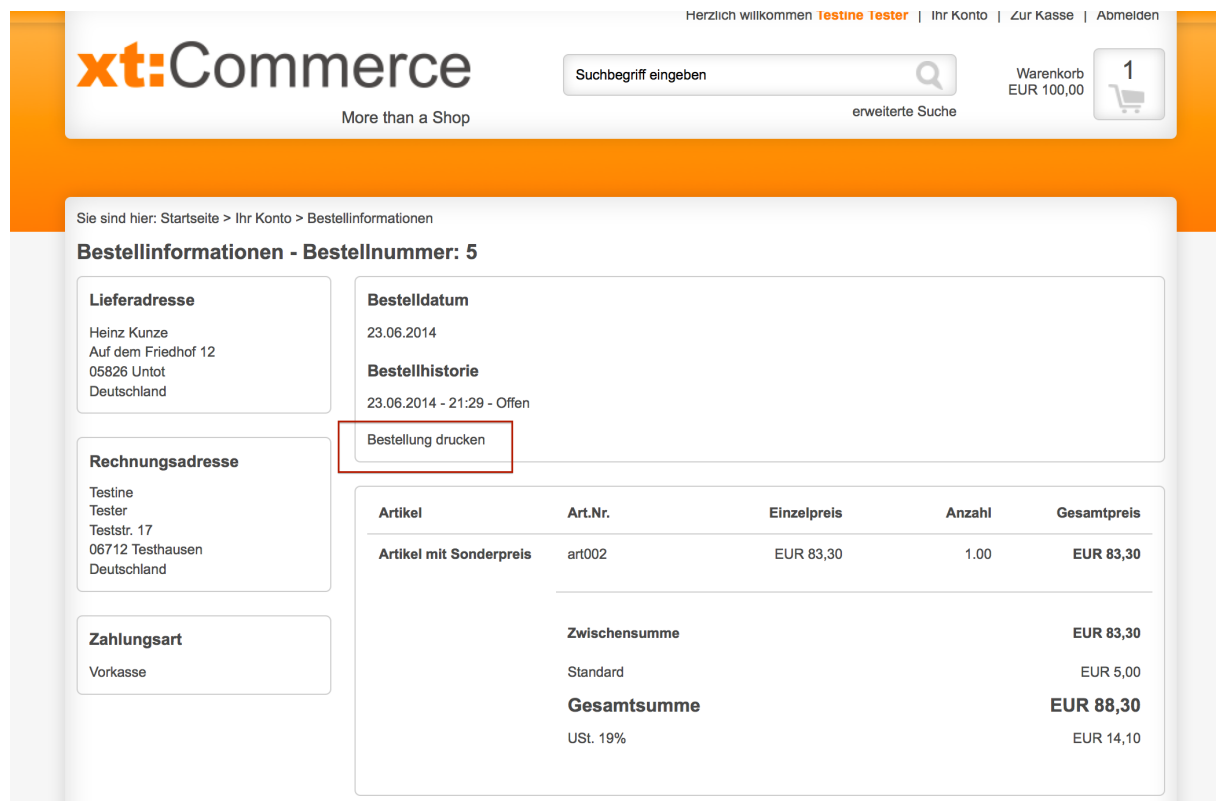 Herzlich willkommen Testine Tester | Ihr Konto | Zur Kasse | Abmelden
xt:Commerce
More than a Shop
Suchbegriff eingeben
erweiterte Suche
Warenkorb
EUR 100,00
1
Sie sind hier: Startseite > Ihr Konto > Bestellinformationen
Bestellinformationen - Bestellnummer: 5
Lieferadresse
Heinz Kunze
Auf dem Friedhof 12
05826 Untot
Deutschland
Rechnungsadresse
Testine
Tester
Teststr. 17
06712 Testhausen
Deutschland
Zahlungsart
Vorkasse
Bestelldatum
23.06.2014
Bestellhistorie
23.06.2014 - 21:29 - Offen
Bestellung drucken
Artikel Art.Nr. Einzelpreis Anzahl Gesamtpreis
Artikel mit Sonderpreis art002 EUR 83,30 1.00 EUR 83,30
Zwischensumme EUR 83,30
Standard EUR 5,00
Gesamtsumme EUR 88,30
USt. 19% EUR 14,10